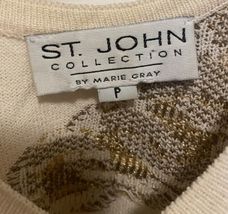 ST. JOHN
COLLECTION
BY MARIE GRAY
P